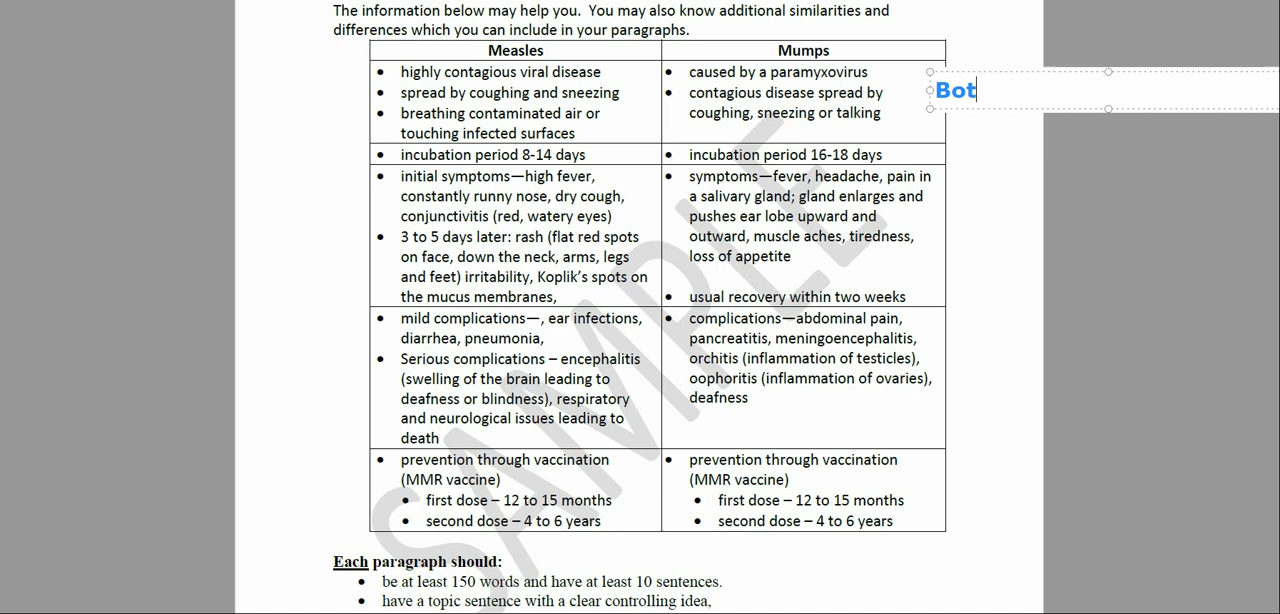 The information below may help you.  You may also know additional similarities and
differences which you can include in your paragraphs.
Measles
Mumps
• highly contagious viral disease
• spread by coughing and sneezing
• breathing contaminated air or
touching infected surfaces
• caused by a paramyxovirus
• contagious disease spread by
coughing, sneezing or talking
Bot
• incubation period 8-14 days
• incubation period 16-18 days
• initial symptoms—high fever,
constantly runny nose, dry cough,
conjunctivitis (red, watery eyes)
• 3 to 5 days later: rash (flat red spots
on face, down the neck, arms, legs
and feet) irritability, Koplik's spots on
the mucus membranes,
• symptoms—fever, headache, pain in
a salivary gland; gland enlarges and
pushes ear lobe upward and
outward, muscle aches, tiredness,
loss of appetite
• usual recovery within two weeks
• mild complications—, ear infections,
diarrhea, pneumonia,
• Serious complications – encephalitis
(swelling of the brain leading to
deafness or blindness), respiratory
and neurological issues leading to
death
• complications—abdominal pain,
pancreatitis, meningoencephalitis,
orchitis (inflammation of testicles),
oophoritis (inflammation of ovaries),
deafness
• prevention through vaccination
(MMR vaccine)
• first dose – 12 to 15 months
• second dose – 4 to 6 years
• prevention through vaccination
(MMR vaccine)
• first dose – 12 to 15 months
• second dose – 4 to 6 years
SAMPLE
Each paragraph should:
• be at least 150 words and have at least 10 sentences.
• have a topic sentence with a clear controlling idea,